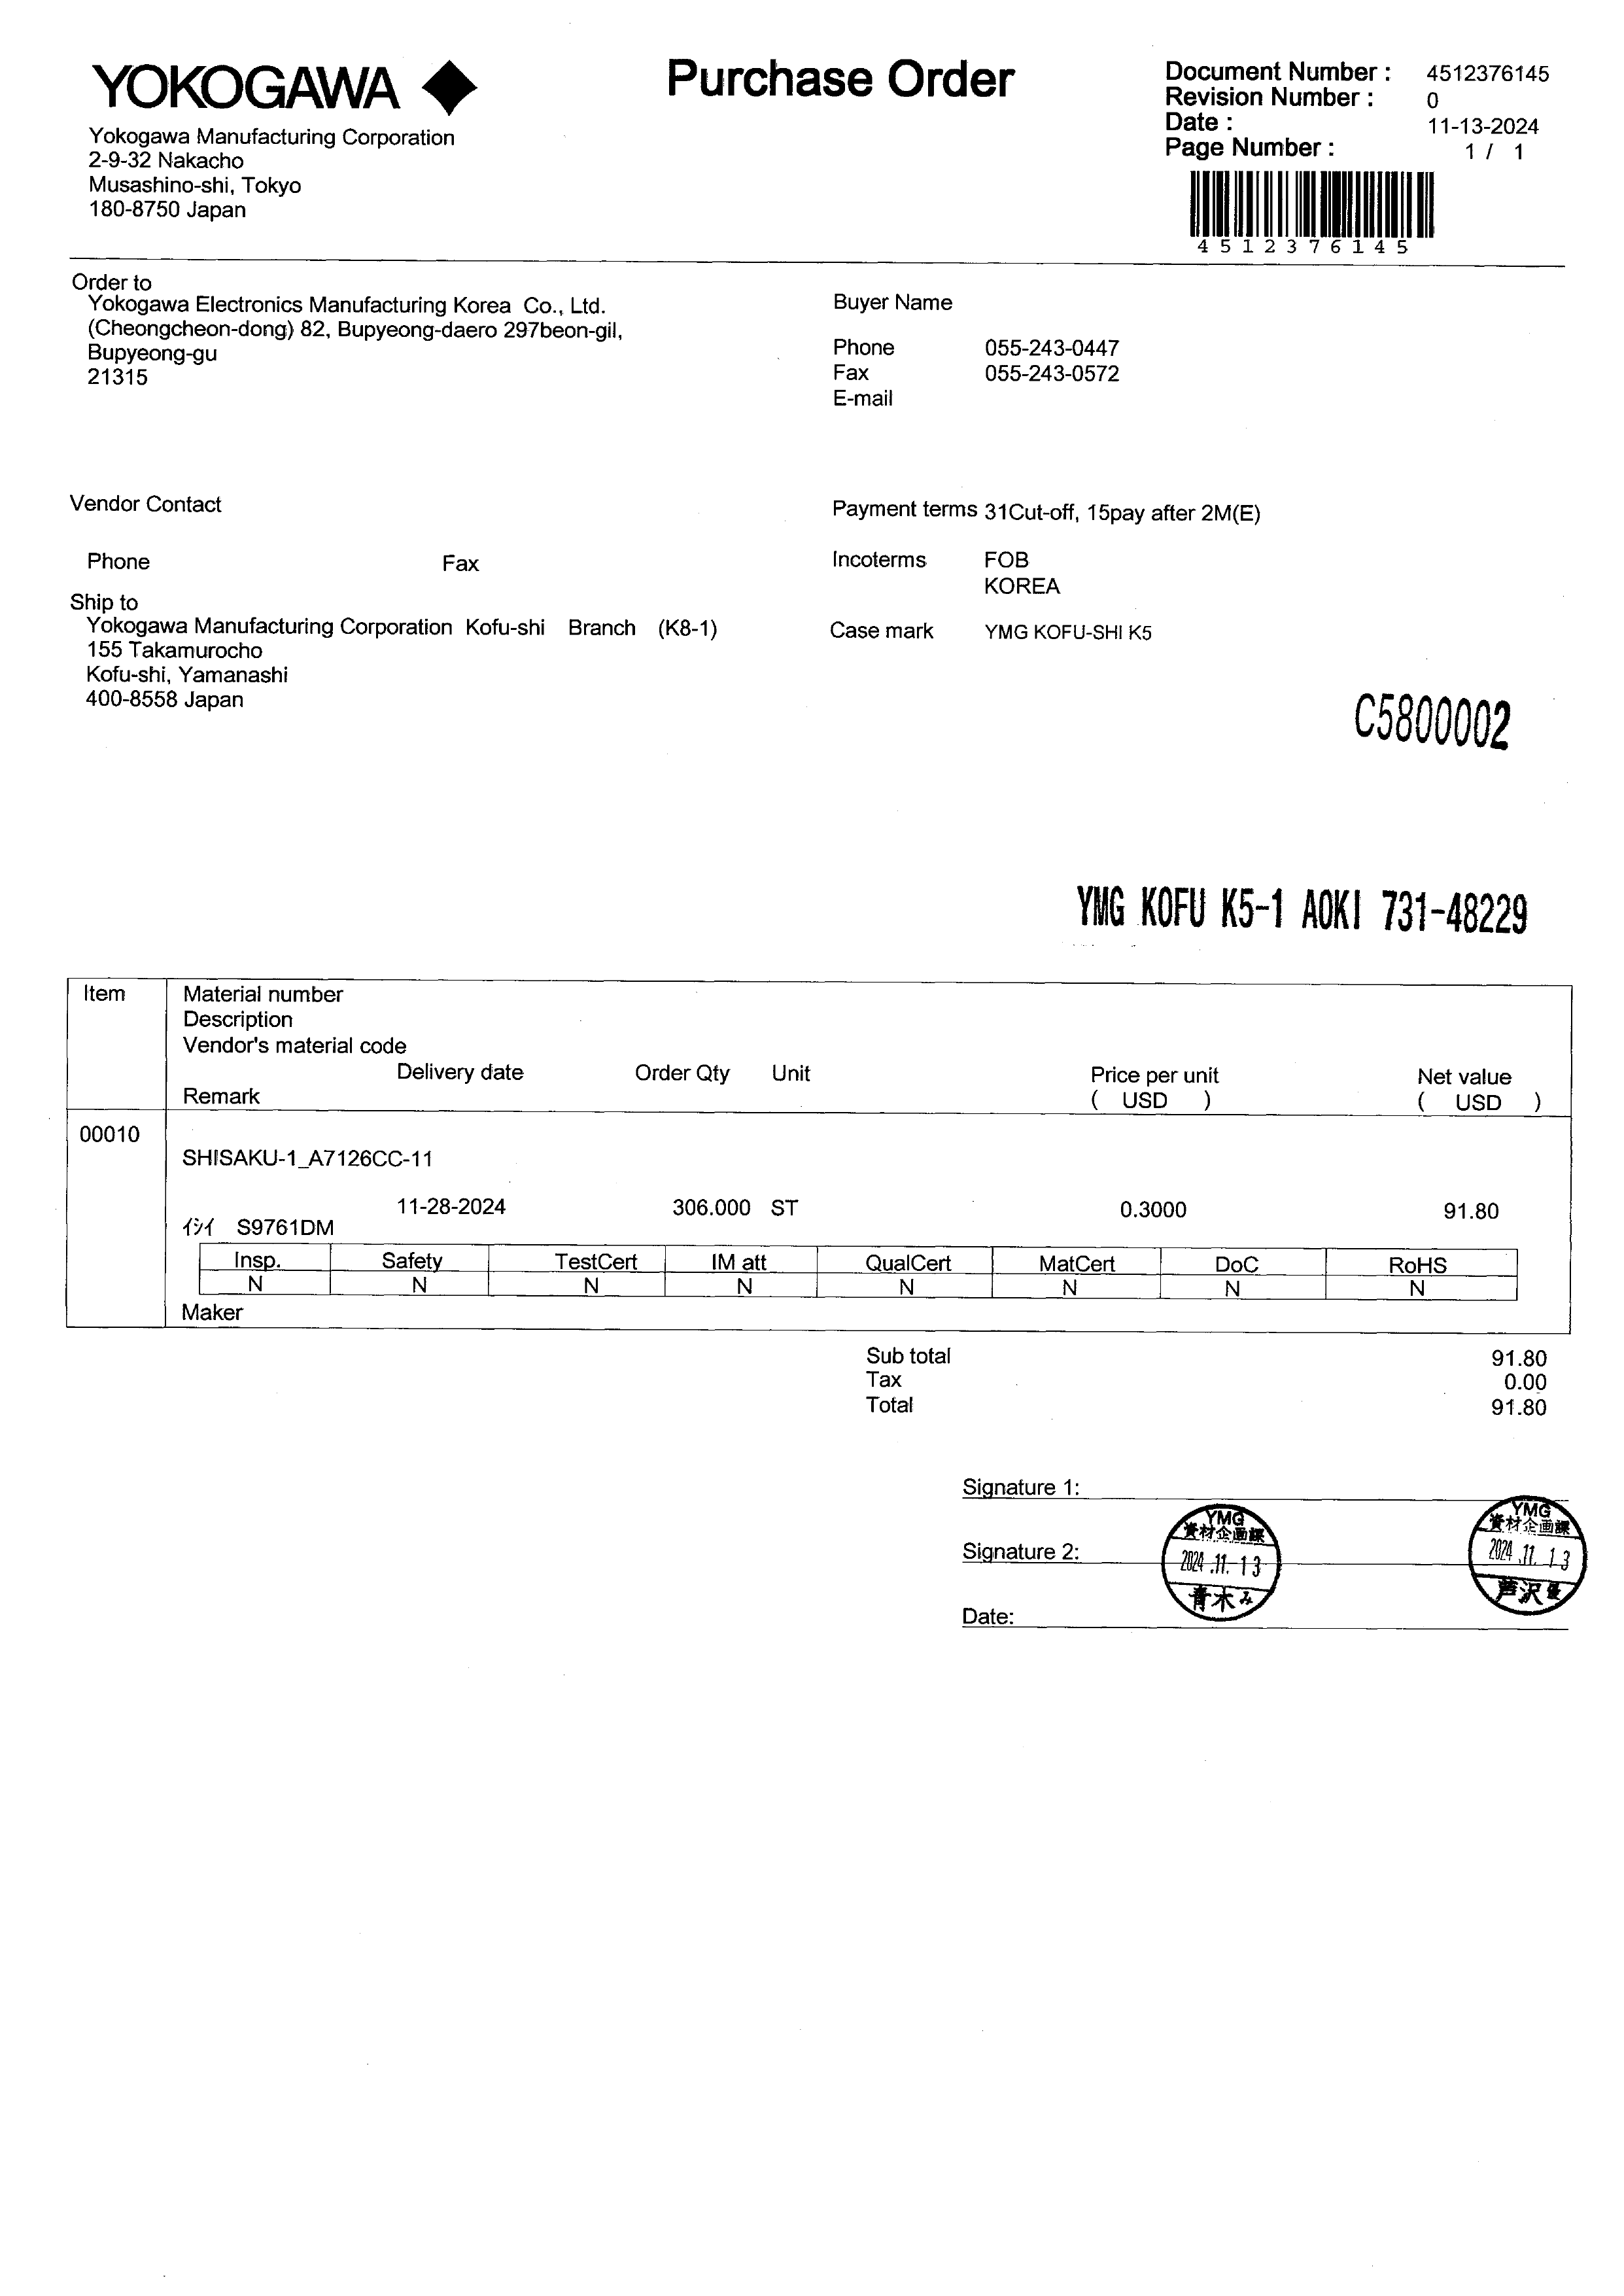 YOKOGAWA
Purchase Order
Document Number : 4512376145
Revision Number : 0
Date : 11-13-2024
Page Number : 1 / 1
4512376145
Yokogawa Manufacturing Corporation
2-9-32 Nakacho
Musashino-shi, Tokyo
180-8750 Japan
Order to
Yokogawa Electronics Manufacturing Korea Co., Ltd.
(Cheongcheon-dong) 82, Bupyeong-daero 297beon-gil,
Bupyeong-gu
21315
Buyer Name
Phone 055-243-0447
Fax 055-243-0572
E-mail
Vendor Contact
Phone Fax
Payment terms 31Cut-off, 15pay after 2M(E)
Incoterms FOB
KOREA
Ship to
Yokogawa Manufacturing Corporation Kofu-shi Branch (K8-1)
155 Takamurocho
Kofu-shi, Yamanashi
400-8558 Japan
Case mark YMG KOFU-SHI K5
C5800002
YMG KOFU K5-1 AOKI 731-48229
Item Material number
Description
Vendor's material code
Delivery date Order Qty Unit Price per unit Net value
Remark ( USD ) ( USD )
00010
SHISAKU-1_A7126CC-11
11-28-2024 306.000 ST 0.3000 91.80
ｲｼｲ S9761DM
Insp. Safety TestCert IM att QualCert MatCert DoC RoHS
N N N N N N N N
Maker
Sub total 91.80
Tax 0.00
Total 91.80
Signature 1:
Signature 2:
Date:
YMG
資材企画課
2024.11.13
青木み
YMG
資材企画課
2024.11.13
芦沢優